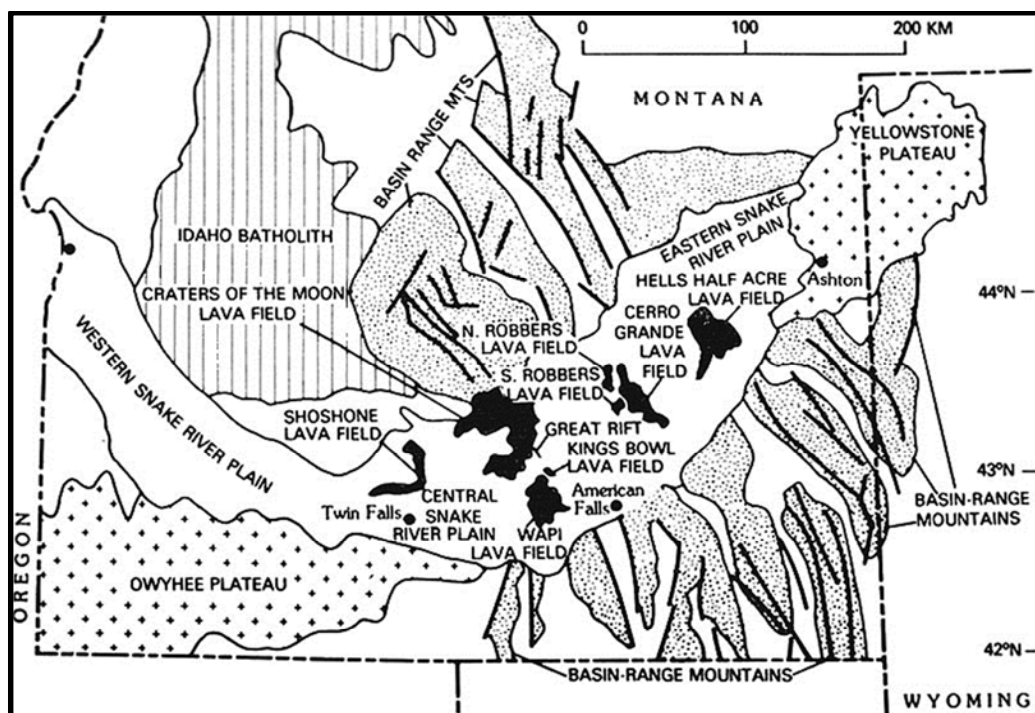 0 100 200 KM
MONTANA
BASIN RANGE MTS
YELLOWSTONE
PLATEAU
IDAHO BATHOLITH
EASTERN SNAKE
RIVER PLAIN
CRATERS OF THE MOON
LAVA FIELD
HELLS HALF ACRE
LAVA FIELD
Ashton
44°N
N. ROBBERS
LAVA FIELD
CERRO
GRANDE
LAVA
FIELD
S. ROBBERS
LAVA FIELD
WESTERN SNAKE RIVER PLAIN
SHOSHONE
LAVA FIELD
GREAT RIFT
KINGS BOWL
LAVA FIELD
43°N
CENTRAL
SNAKE
RIVER PLAIN
Twin Falls
American
Falls
WAPI
LAVA FIELD
BASIN-RANGE
MOUNTAINS
OREGON
OWYHEE PLATEAU
42°N
BASIN-RANGE MOUNTAINS
WYOMING